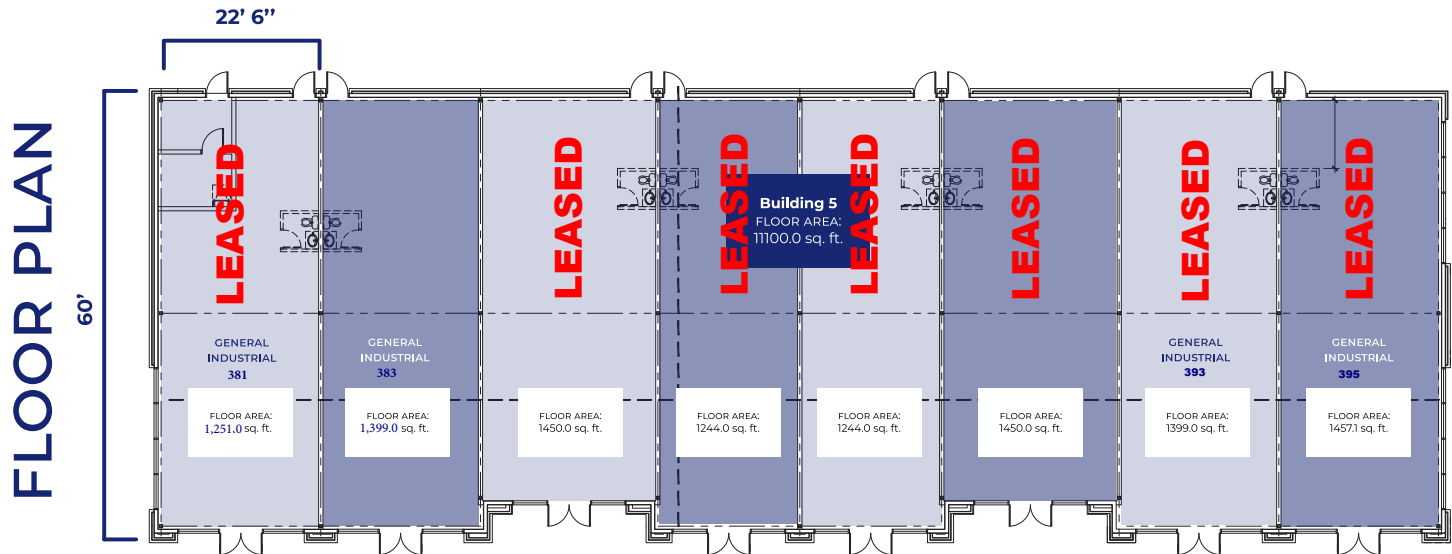 FLOOR PLAN
22’ 6’’
60’
LEASED
LEASED
LEASED
LEASED
LEASED
LEASED
LEASED
Building 5
FLOOR AREA:
11100.0 sq. ft.
GENERAL
INDUSTRIAL
381
FLOOR AREA:
1,251.0 sq. ft.
GENERAL
INDUSTRIAL
383
FLOOR AREA:
1,399.0 sq. ft.
FLOOR AREA:
1450.0 sq. ft.
FLOOR AREA:
1244.0 sq. ft.
FLOOR AREA:
1244.0 sq. ft.
FLOOR AREA:
1450.0 sq. ft.
GENERAL
INDUSTRIAL
393
FLOOR AREA:
1399.0 sq. ft.
GENERAL
INDUSTRIAL
395
FLOOR AREA:
1457.1 sq. ft.